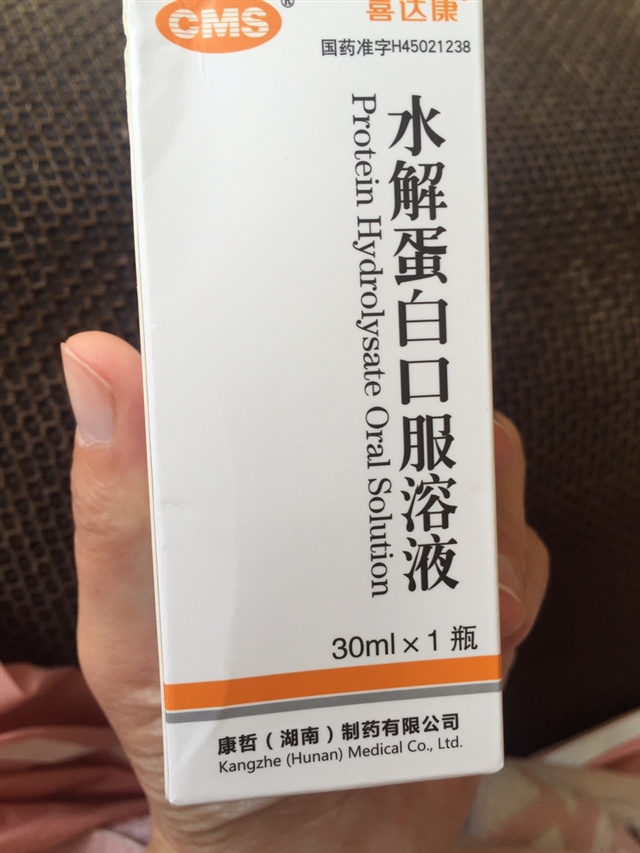 CMS®
喜达康
国药准字H45021238
水解蛋白口服溶液
Protein Hydrolysate Oral Solution
30ml×1瓶
康哲（湖南）制药有限公司
Kangzhe (Hunan) Medical Co., Ltd.